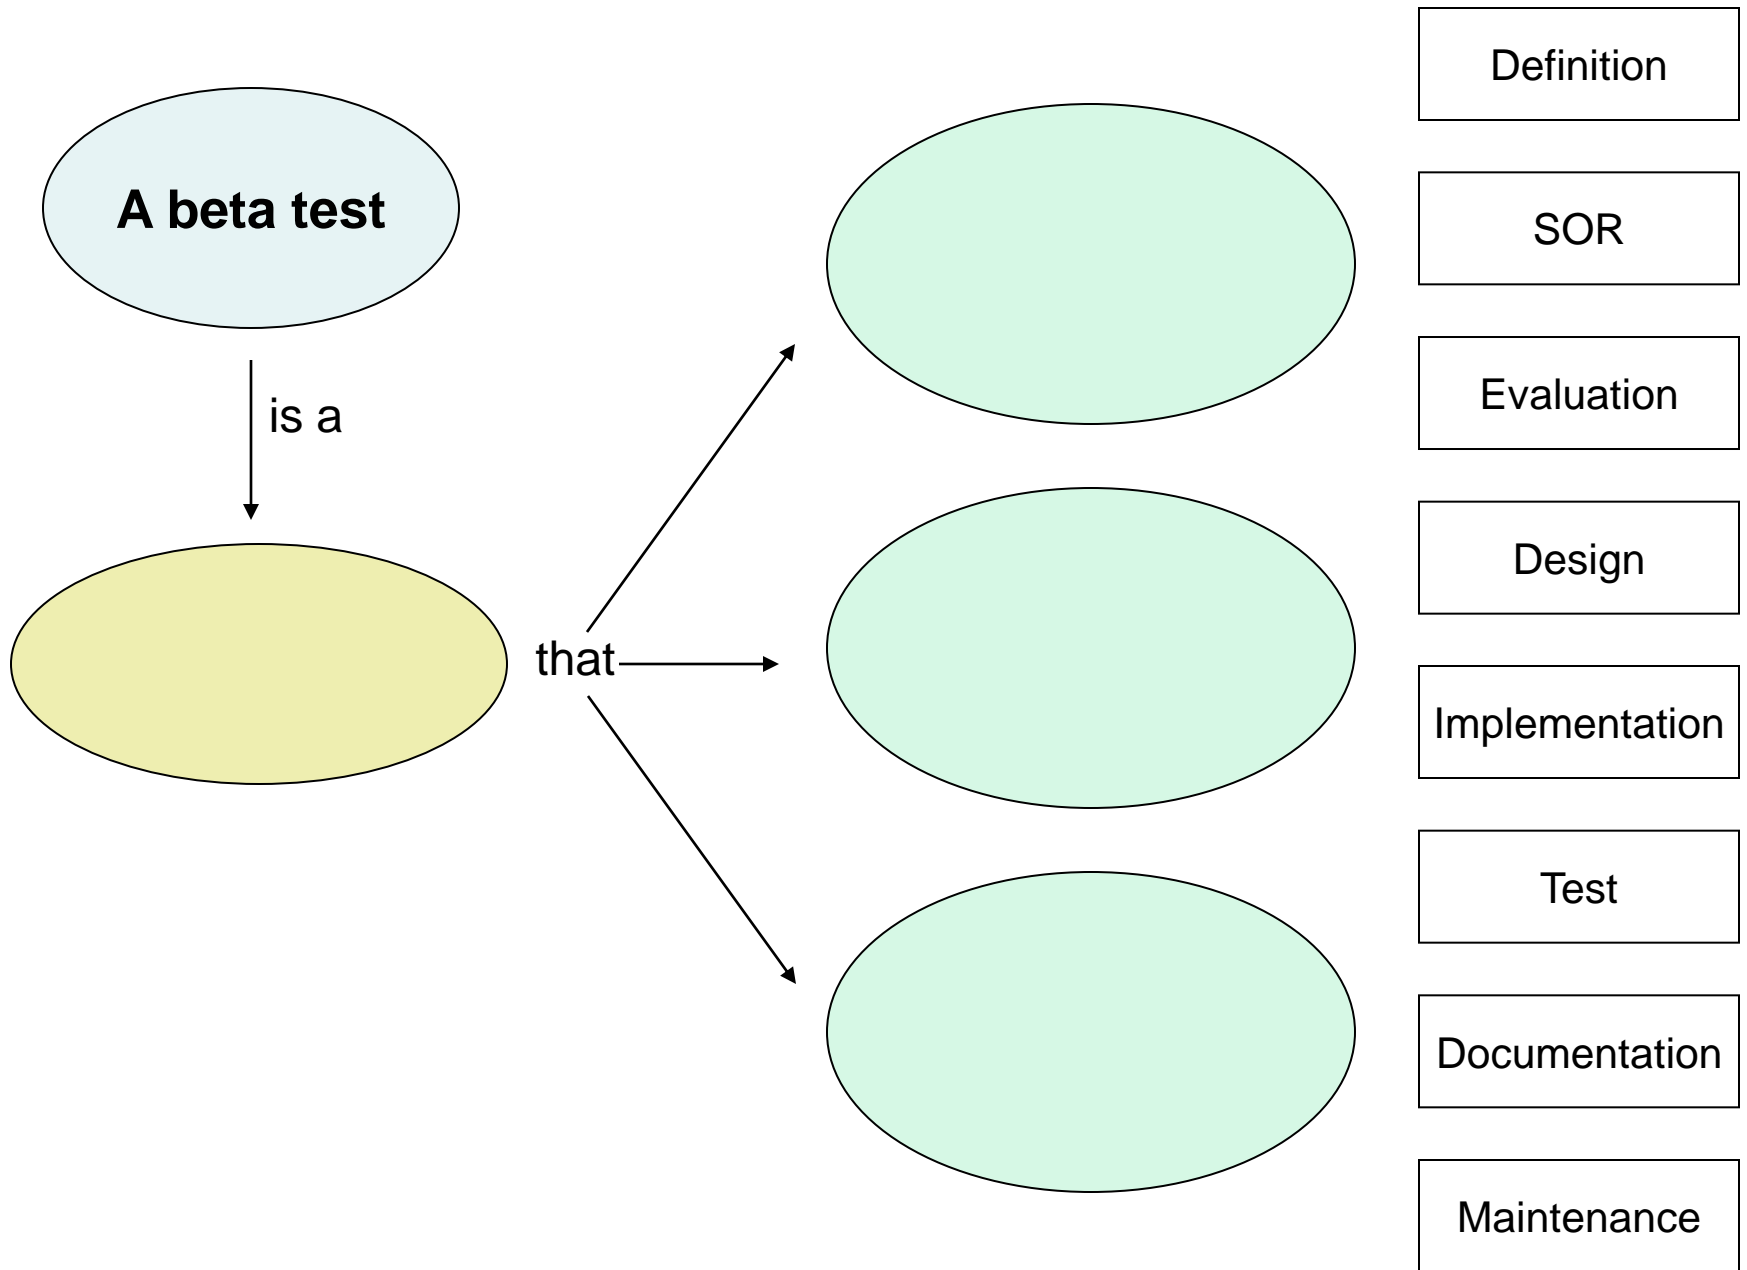 A beta test
is a
that
Definition
SOR
Evaluation
Design
Implementation
Test
Documentation
Maintenance